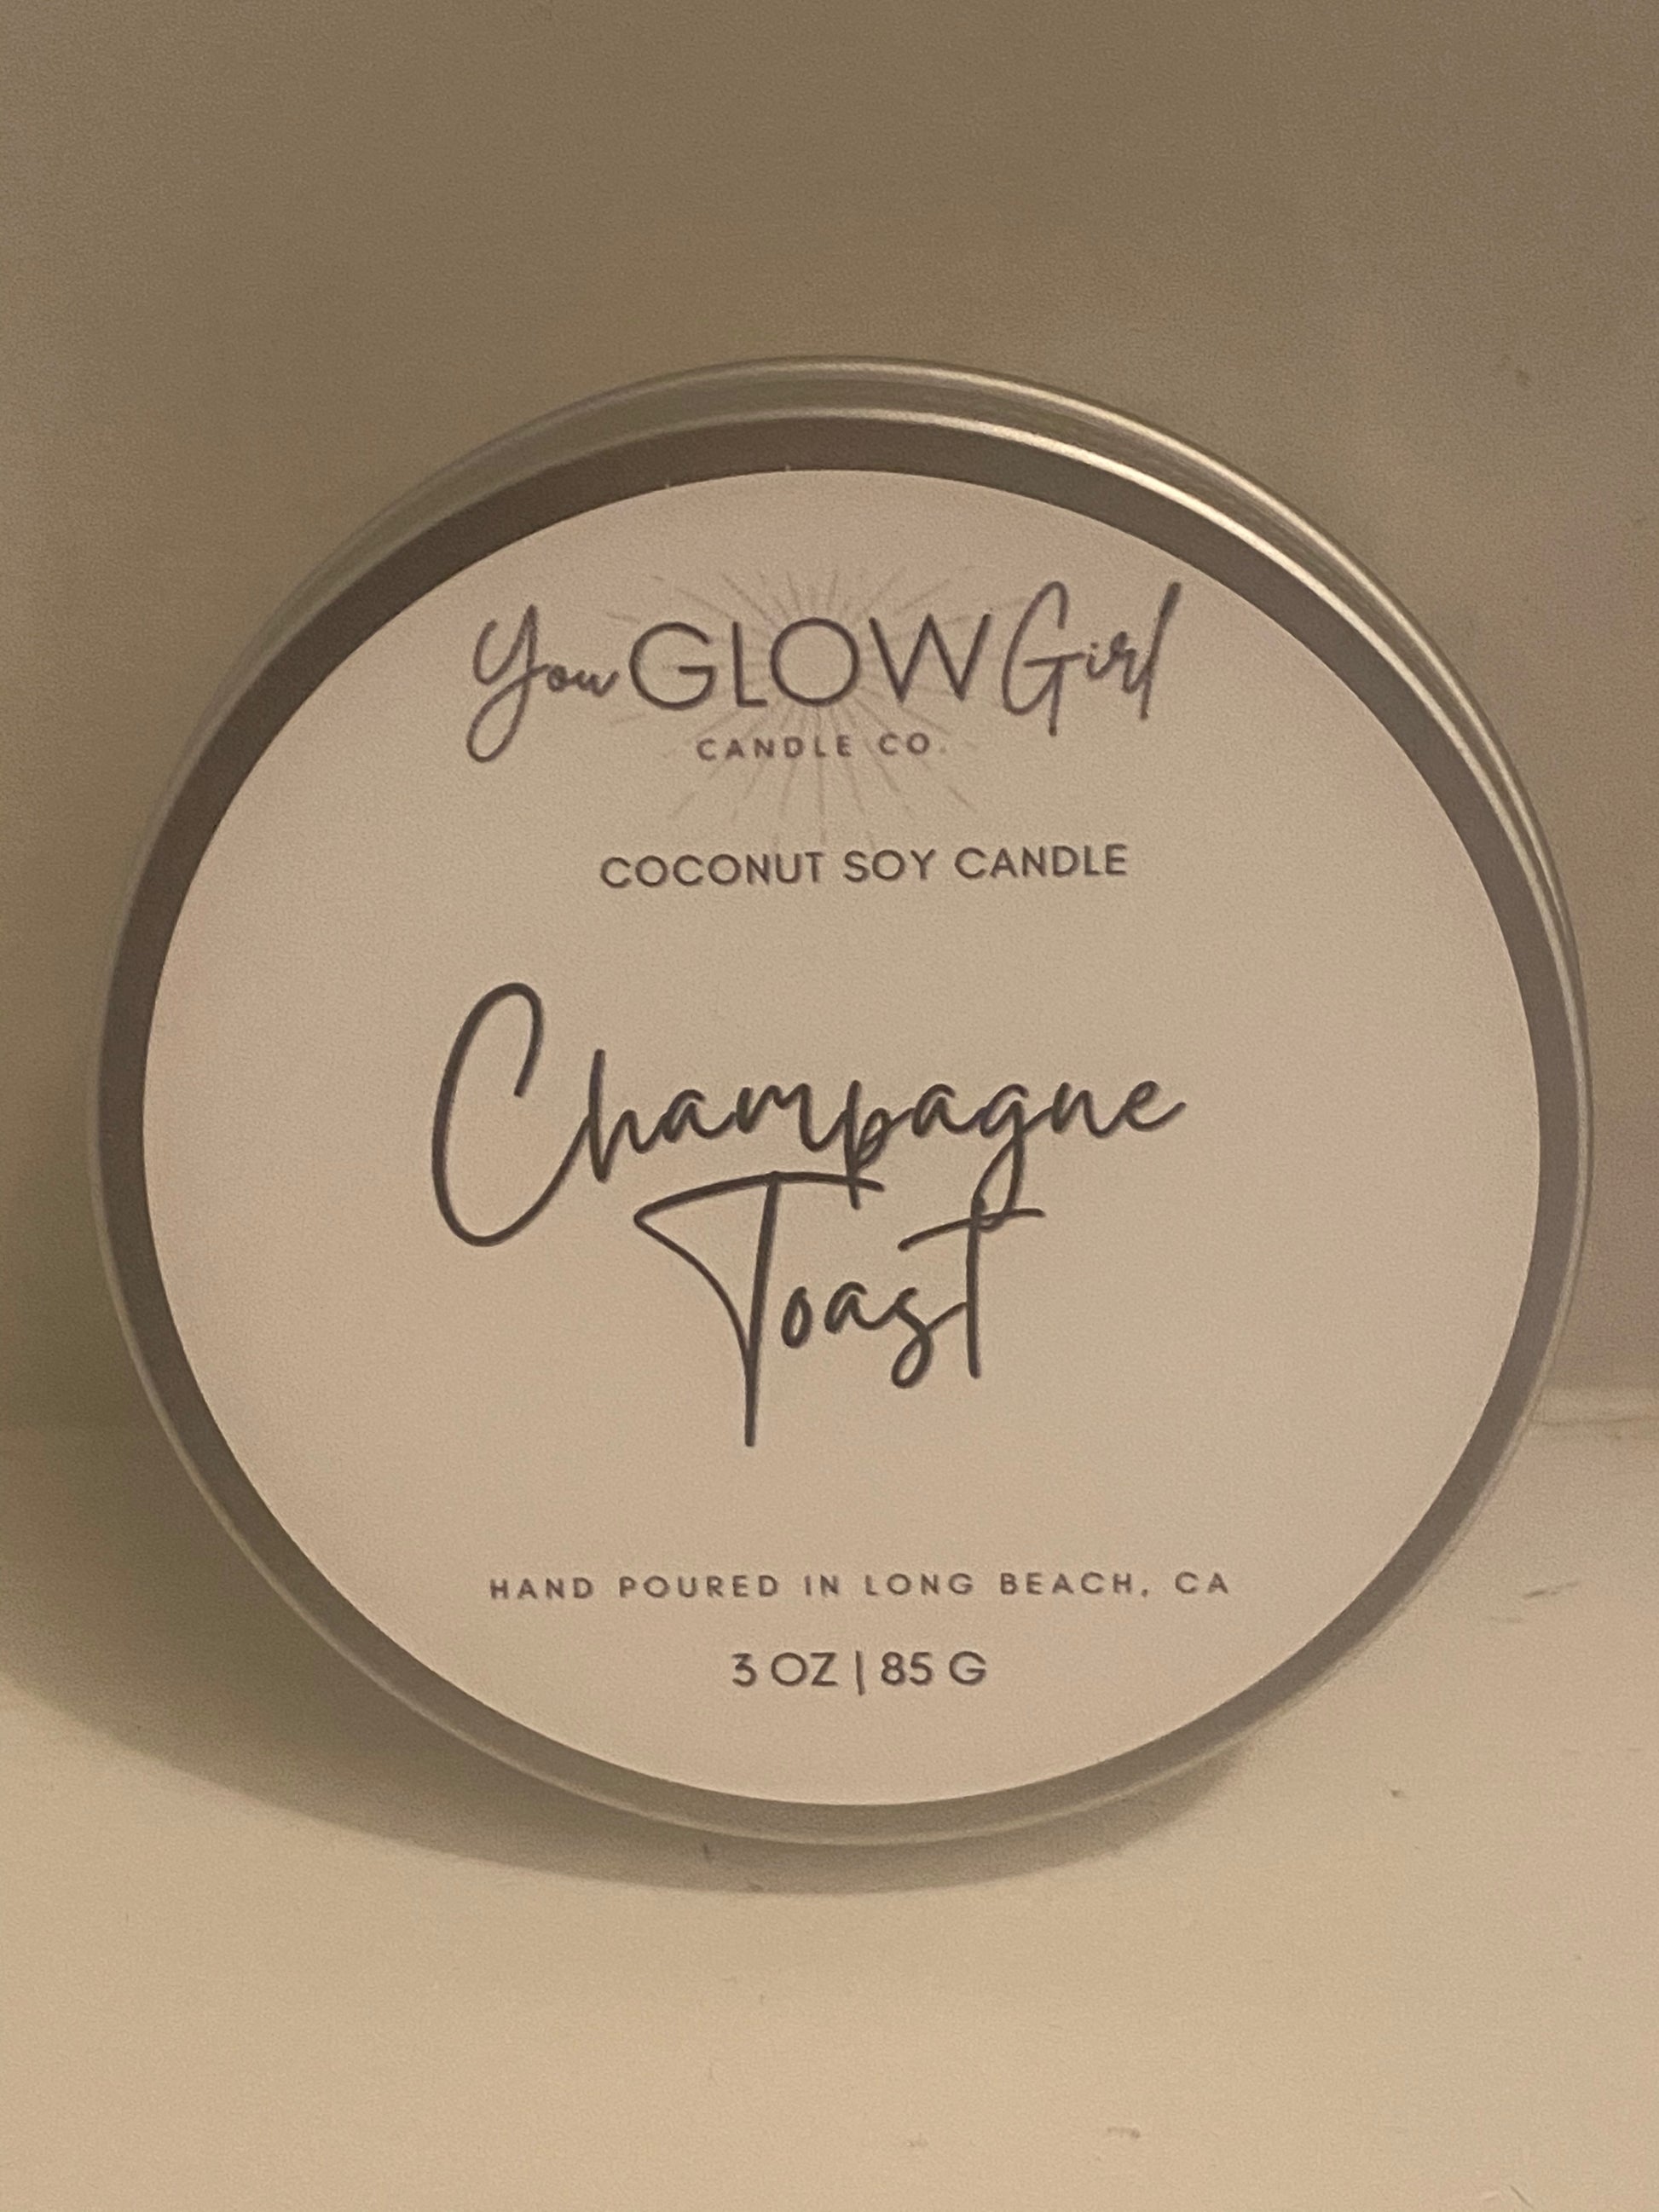 You GLOW Girl
CANDLE CO.
COCONUT SOY CANDLE
Champagne
Toast
HAND POURED IN LONG BEACH, CA
3 OZ | 85 G